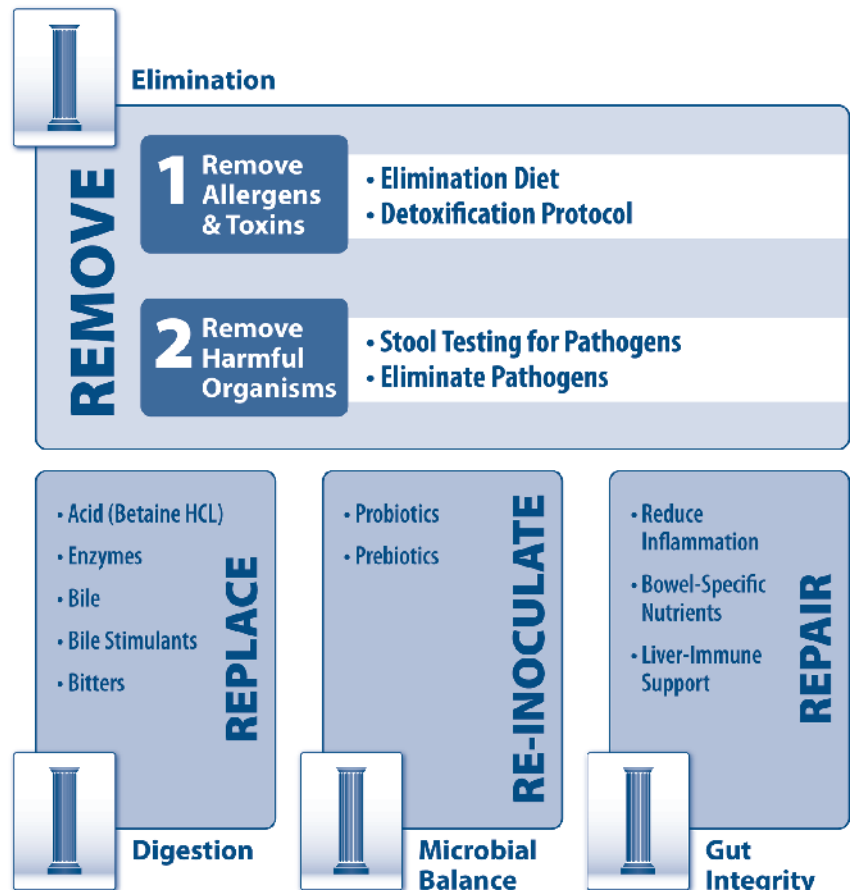 Elimination
REMOVE
1 Remove
Allergens
& Toxins
• Elimination Diet
• Detoxification Protocol
2 Remove
Harmful
Organisms
• Stool Testing for Pathogens
• Eliminate Pathogens
• Acid (Betaine HCL)
• Enzymes
• Bile
• Bile Stimulants
• Bitters
REPLACE
Digestion
• Probiotics
• Prebiotics
RE-INOCULATE
Microbial
Balance
• Reduce
Inflammation
• Bowel-Specific
Nutrients
• Liver-Immune
Support
REPAIR
Gut
Integrity